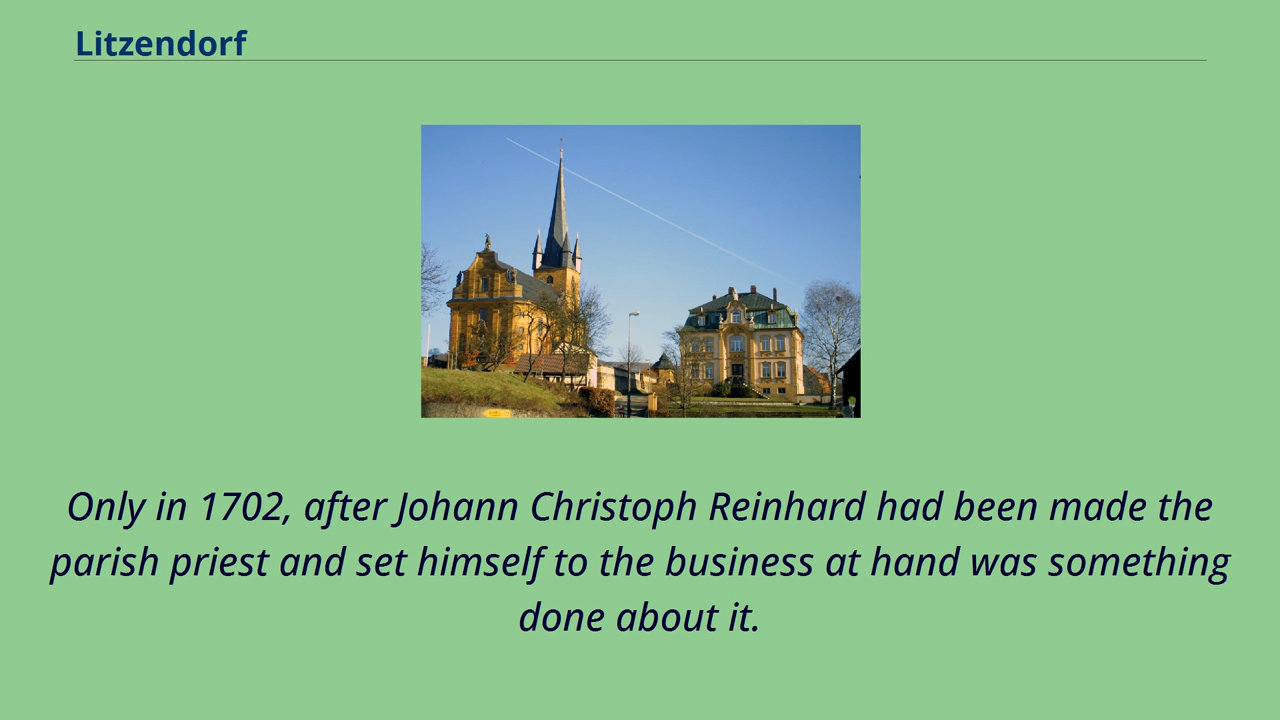 Litzendorf
Only in 1702, after Johann Christoph Reinhard had been made the
parish priest and set himself to the business at hand was something
done about it.